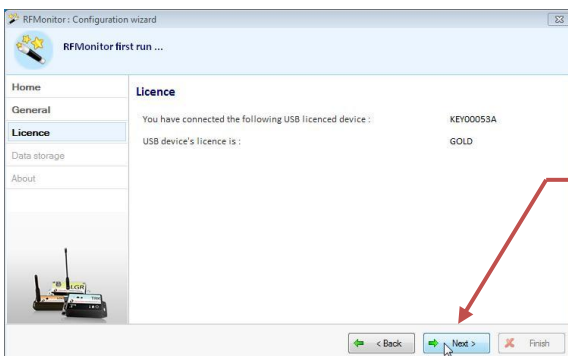 RFMonitor : Configuration wizard
RFMonitor first run ...
Home
General
Licence
Data storage
About
Licence
You have connected the following USB licenced device : KEY00053A
USB device's licence is : GOLD
LGR
< Back
Next >
Finish